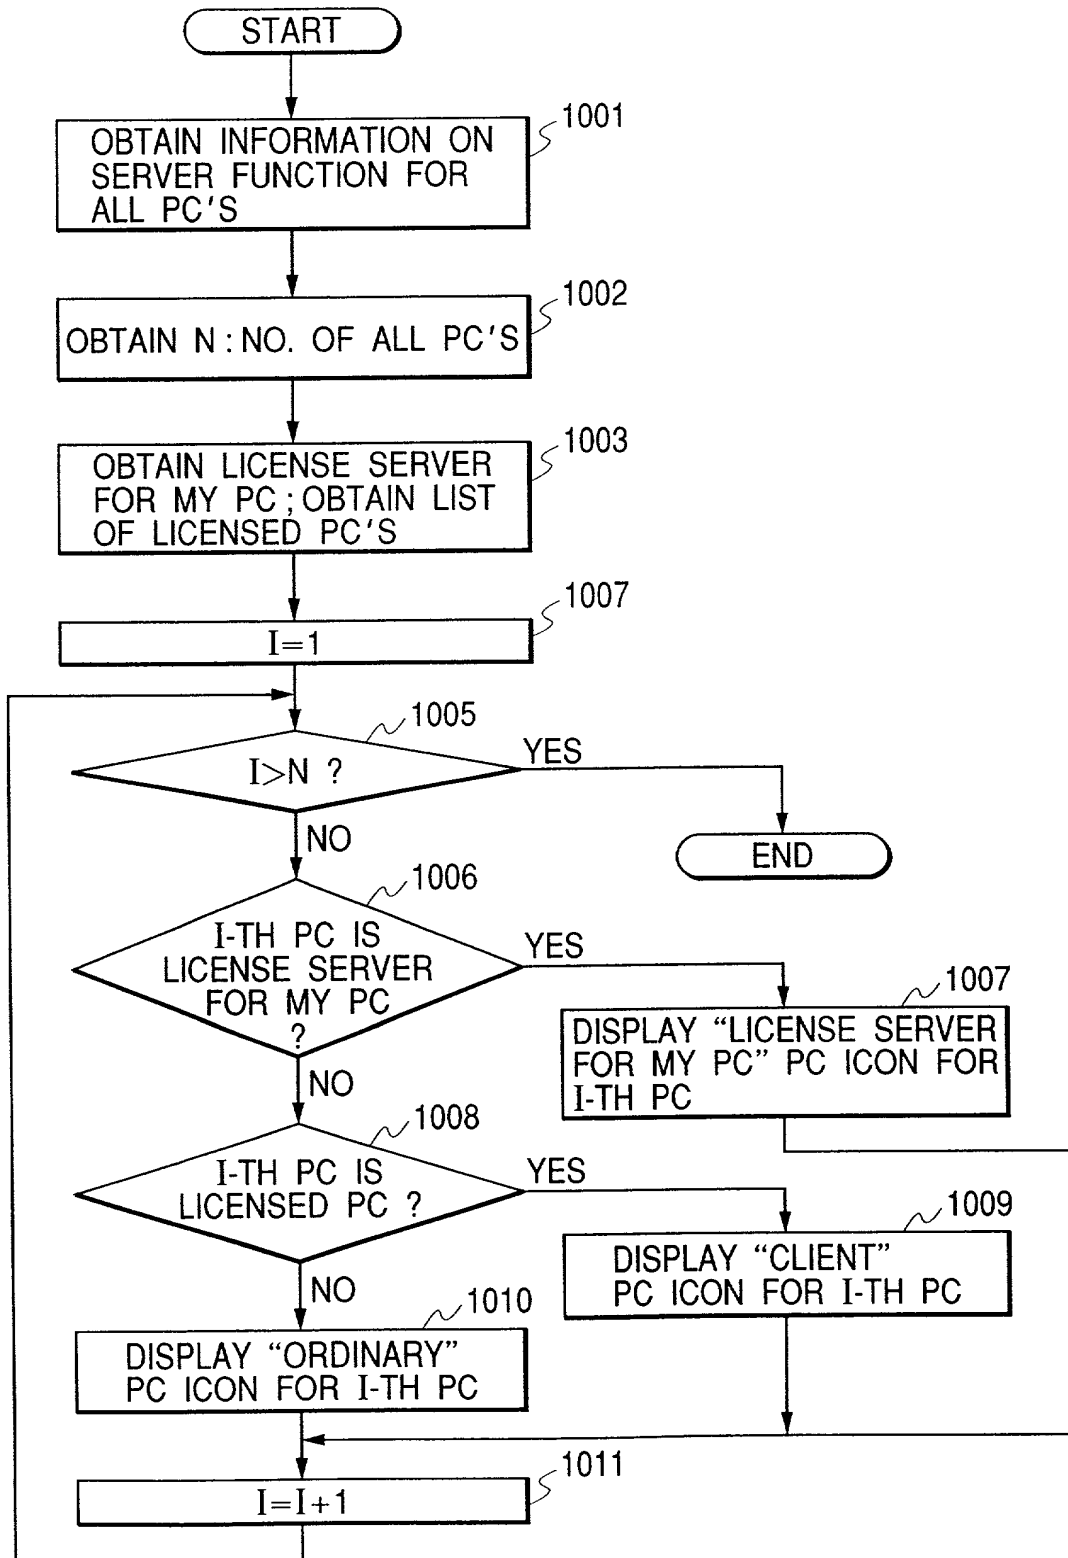 START
1001
OBTAIN INFORMATION ON
SERVER FUNCTION FOR
ALL PC'S
1002
OBTAIN N : NO. OF ALL PC'S
1003
OBTAIN LICENSE SERVER
FOR MY PC ; OBTAIN LIST
OF LICENSED PC'S
1007
I=1
1005
I>N ?
YES
NO
END
1006
I-TH PC IS
LICENSE SERVER
FOR MY PC
?
YES
NO
1007
DISPLAY “LICENSE SERVER
FOR MY PC” PC ICON FOR
I-TH PC
1008
I-TH PC IS
LICENSED PC ?
YES
NO
1009
DISPLAY “CLIENT”
PC ICON FOR I-TH PC
1010
DISPLAY “ORDINARY”
PC ICON FOR I-TH PC
1011
I=I+1